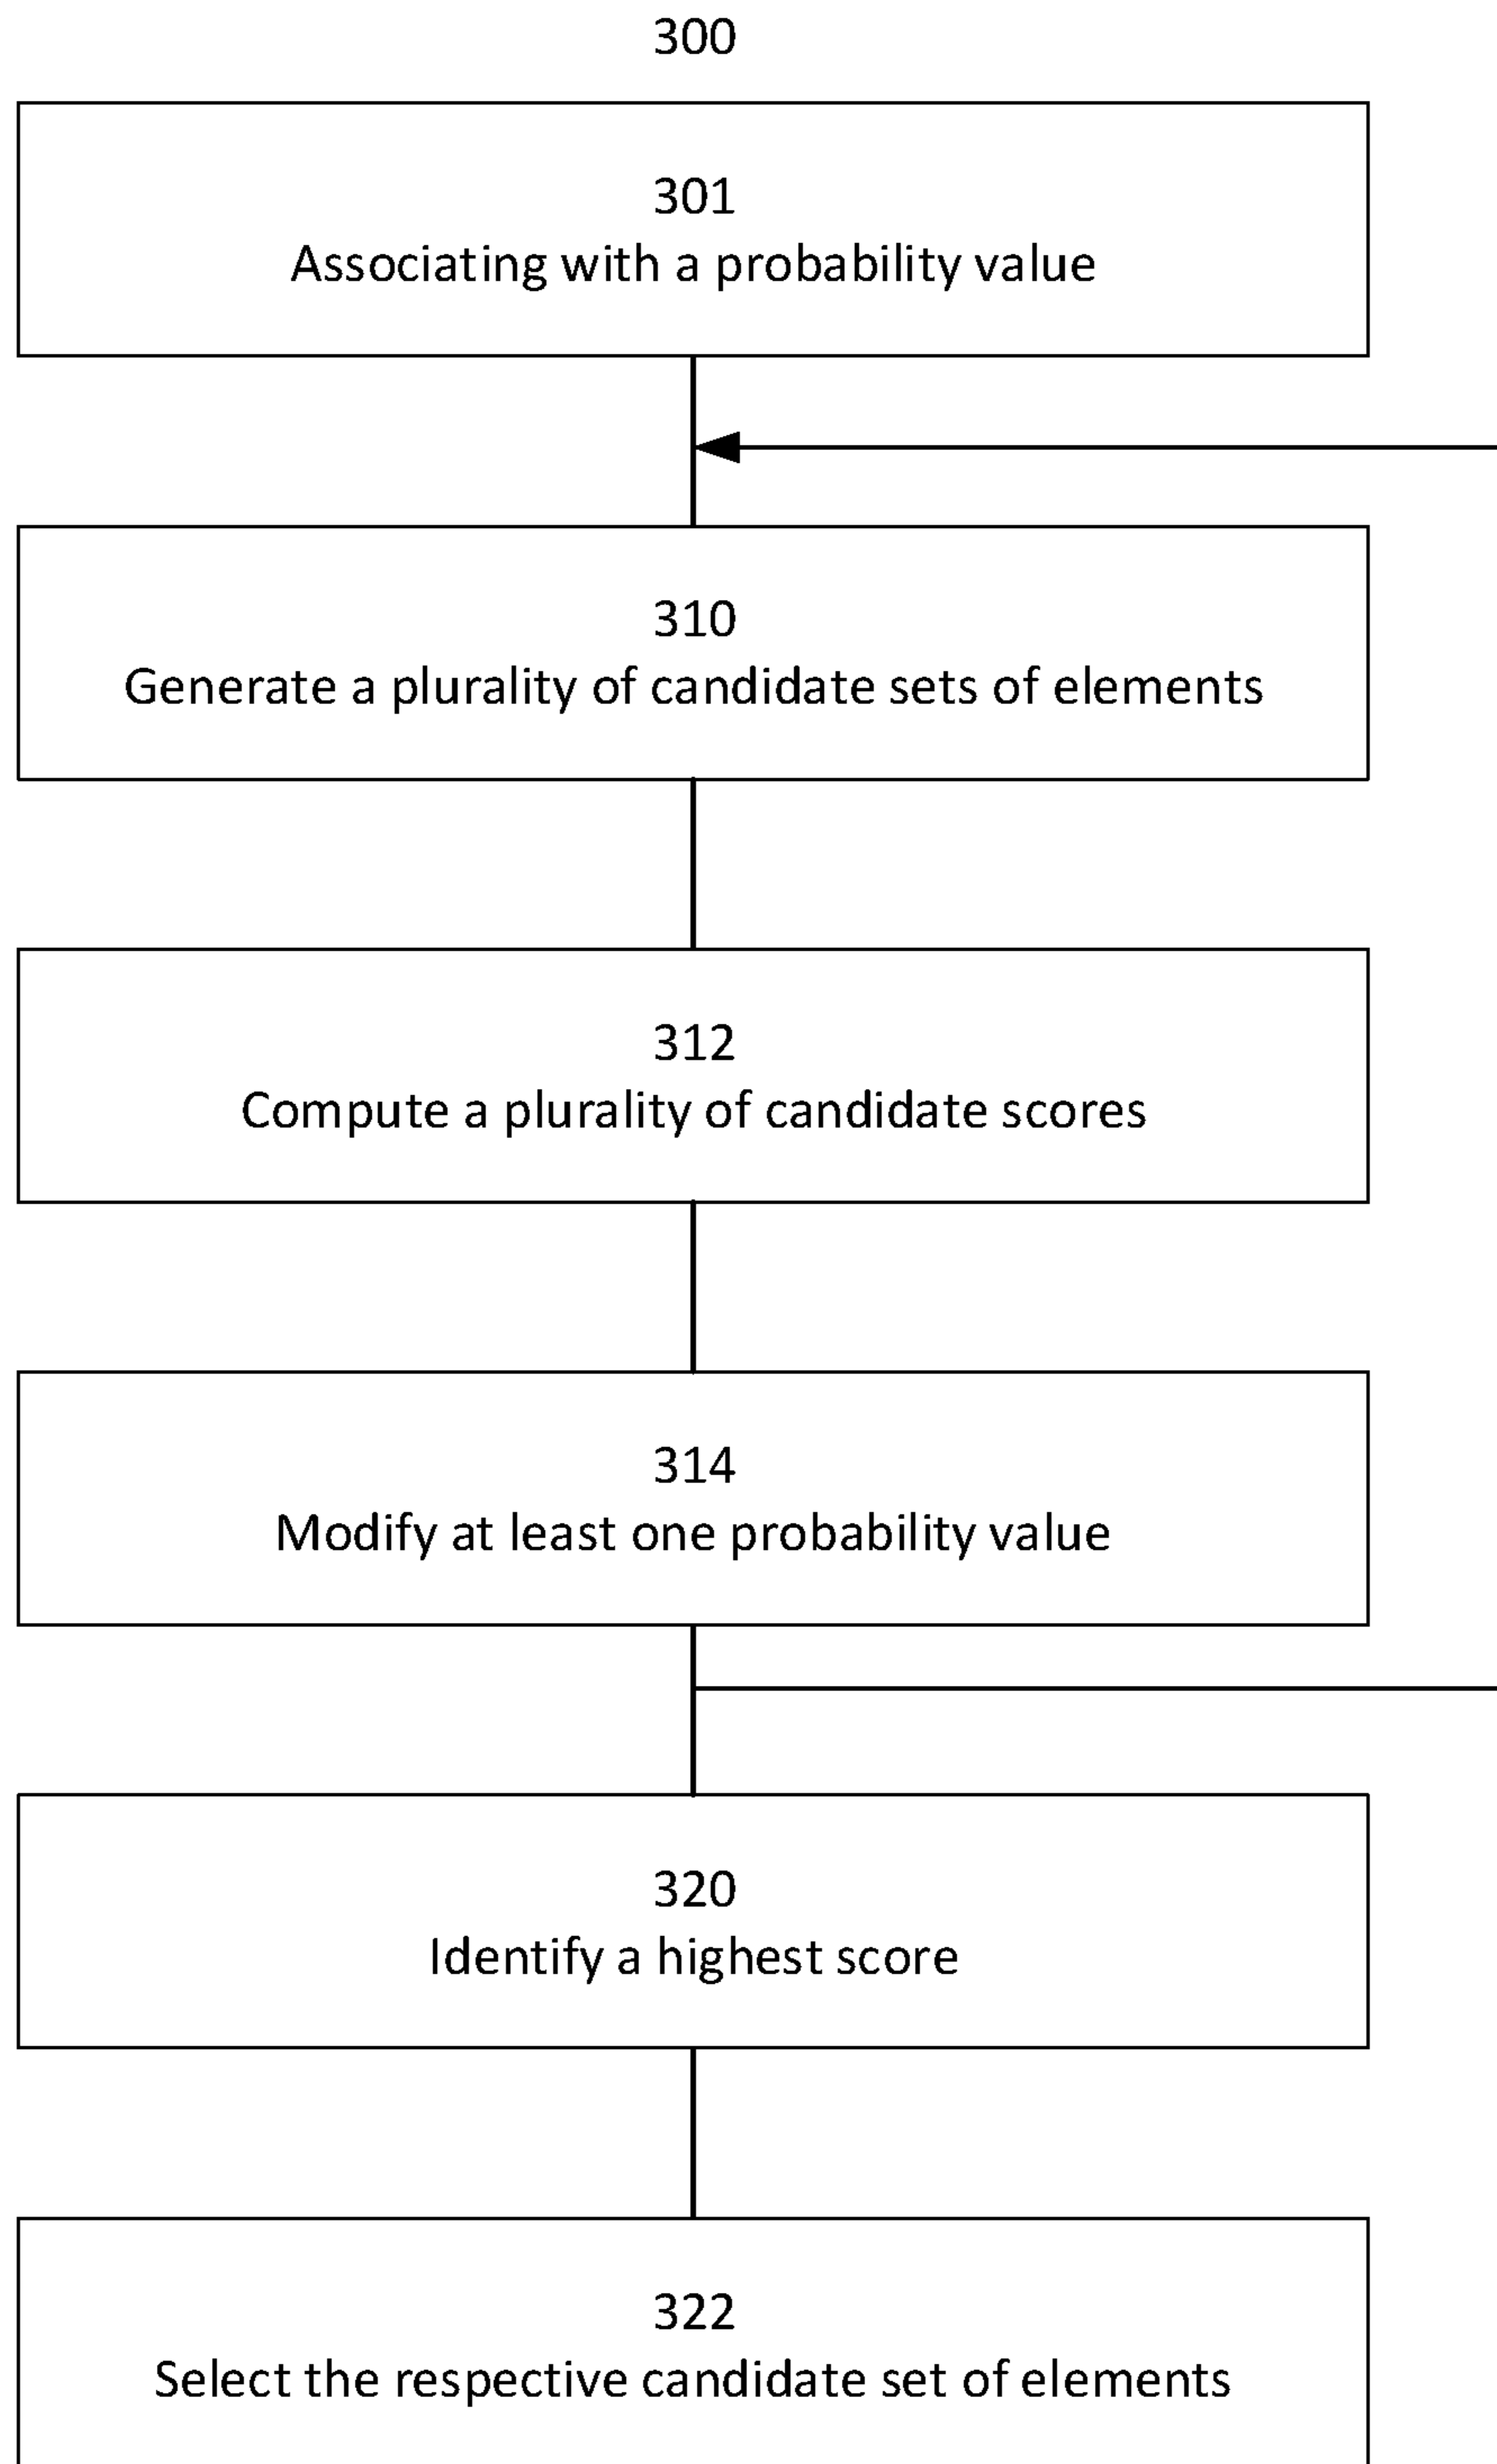 300
301
Associating with a probability value
310
Generate a plurality of candidate sets of elements
312
Compute a plurality of candidate scores
314
Modify at least one probability value
320
Identify a highest score
322
Select the respective candidate set of elements